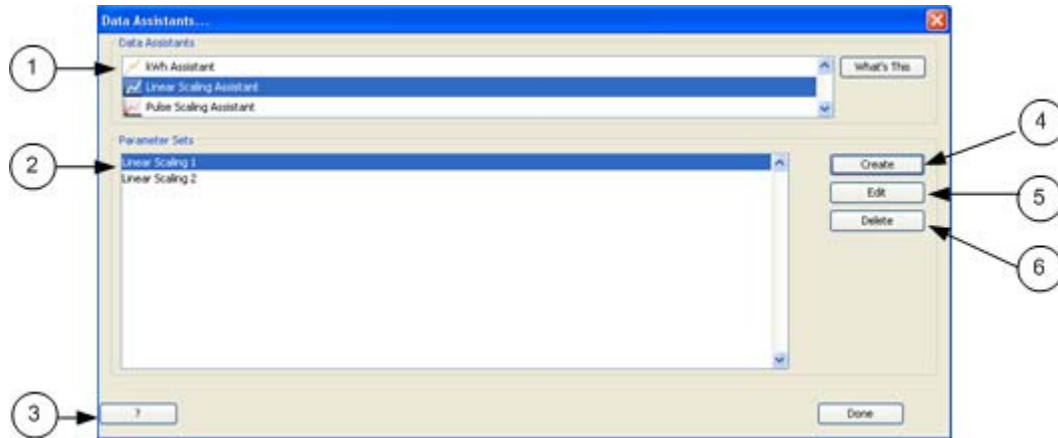 Data Assistants...
Data Assistants
1
kWh Assistant
What's This
Linear Scaling Assistant
Pulse Scaling Assistant
4
Parameter Sets
2
Linear Scaling 1
Create
Linear Scaling 2
Edit
5
Delete
6
3
?
Done